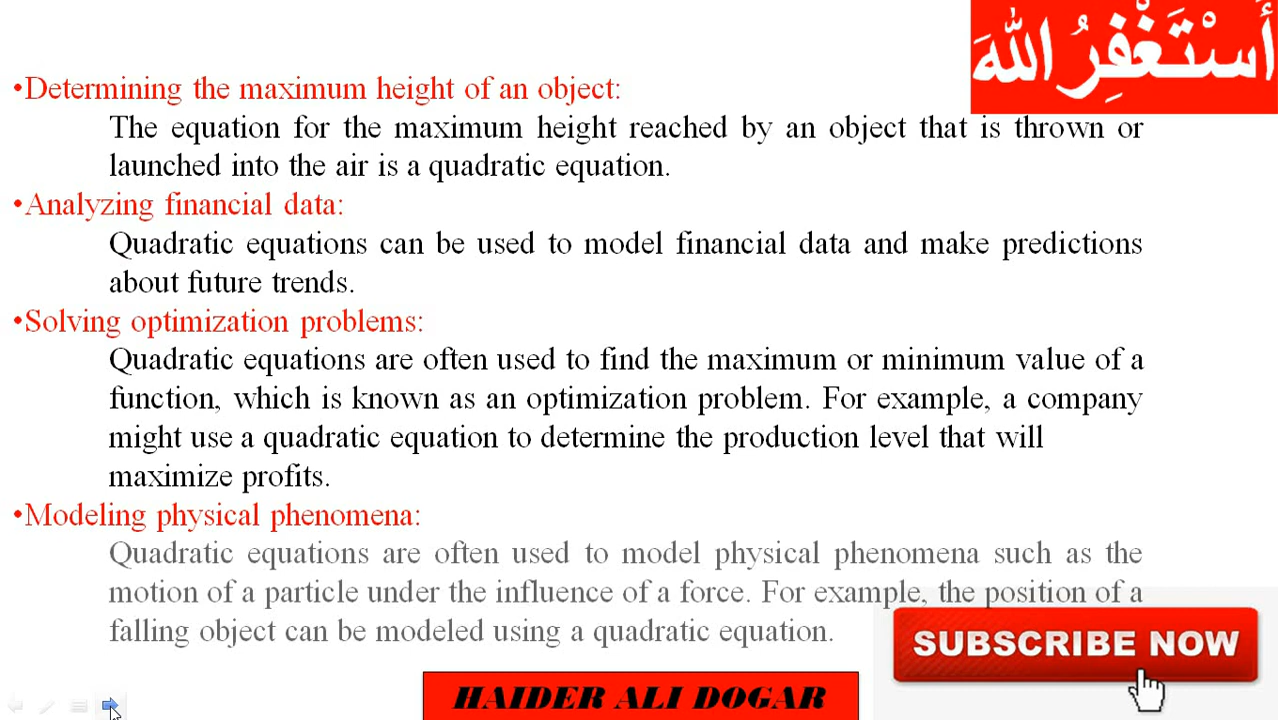 أَسْتَغْفِرُ اللهَ
•Determining the maximum height of an object:
The equation for the maximum height reached by an object that is thrown or
launched into the air is a quadratic equation.
•Analyzing financial data:
Quadratic equations can be used to model financial data and make predictions
about future trends.
•Solving optimization problems:
Quadratic equations are often used to find the maximum or minimum value of a
function, which is known as an optimization problem. For example, a company
might use a quadratic equation to determine the production level that will
maximize profits.
•Modeling physical phenomena:
Quadratic equations are often used to model physical phenomena such as the
motion of a particle under the influence of a force. For example, the position of a
falling object can be modeled using a quadratic equation.
SUBSCRIBE NOW
HAIDER ALI DOGAR